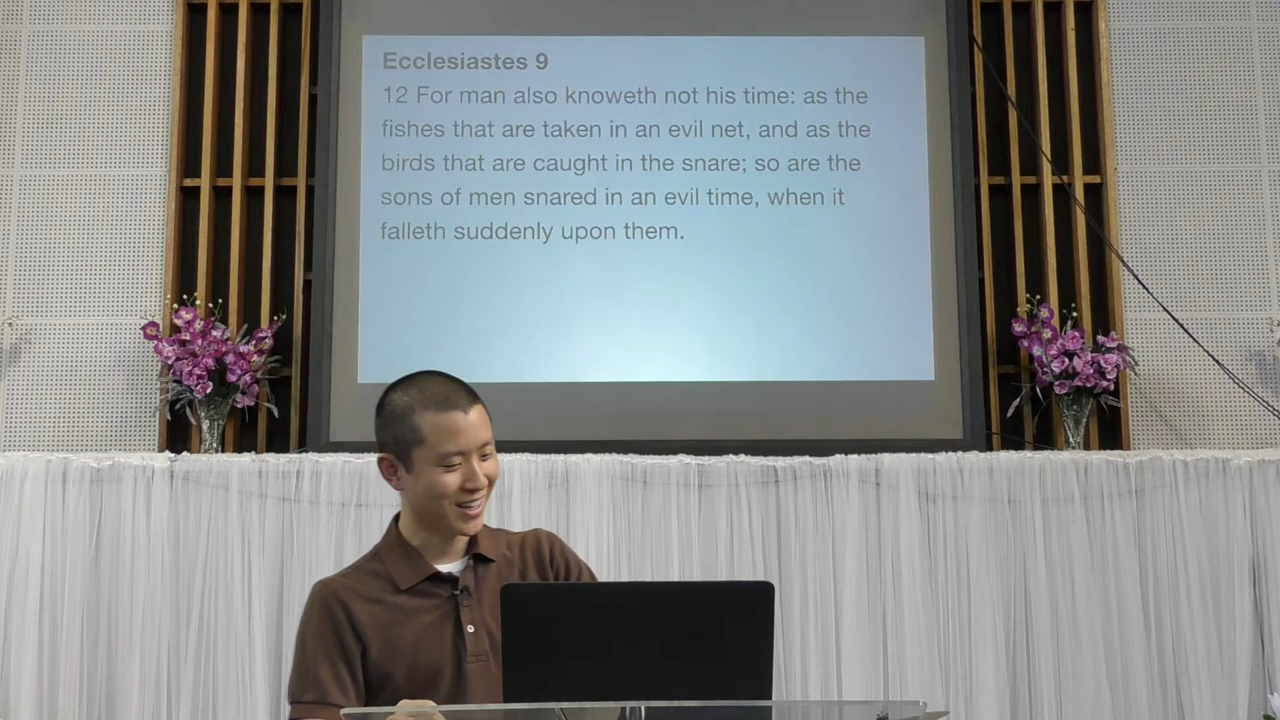 Ecclesiastes 9
12 For man also knoweth not his time: as the
fishes that are taken in an evil net, and as the
birds that are caught in the snare; so are the
sons of men snared in an evil time, when it
falleth suddenly upon them.